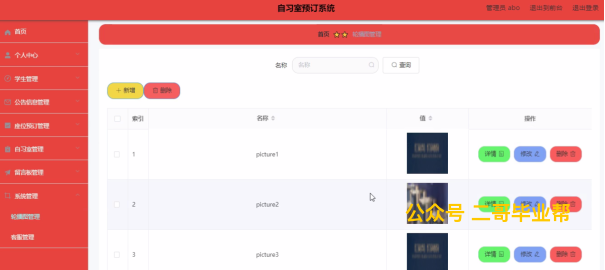 自习室预订系统
管理员 abo 退出到前台 退出登录
首页
个人中心
学生管理
公告信息管理
座位预订管理
自习室管理
留言板管理
系统管理
轮播图管理
客服管理
首页 轮播图管理
名称 名称 查询
新增 删除
索引 名称 值 操作
1 picture1 详情 修改 删除
2 picture2 详情 修改 删除
公众号 二哥毕业帮
3 picture3 详情 修改 删除